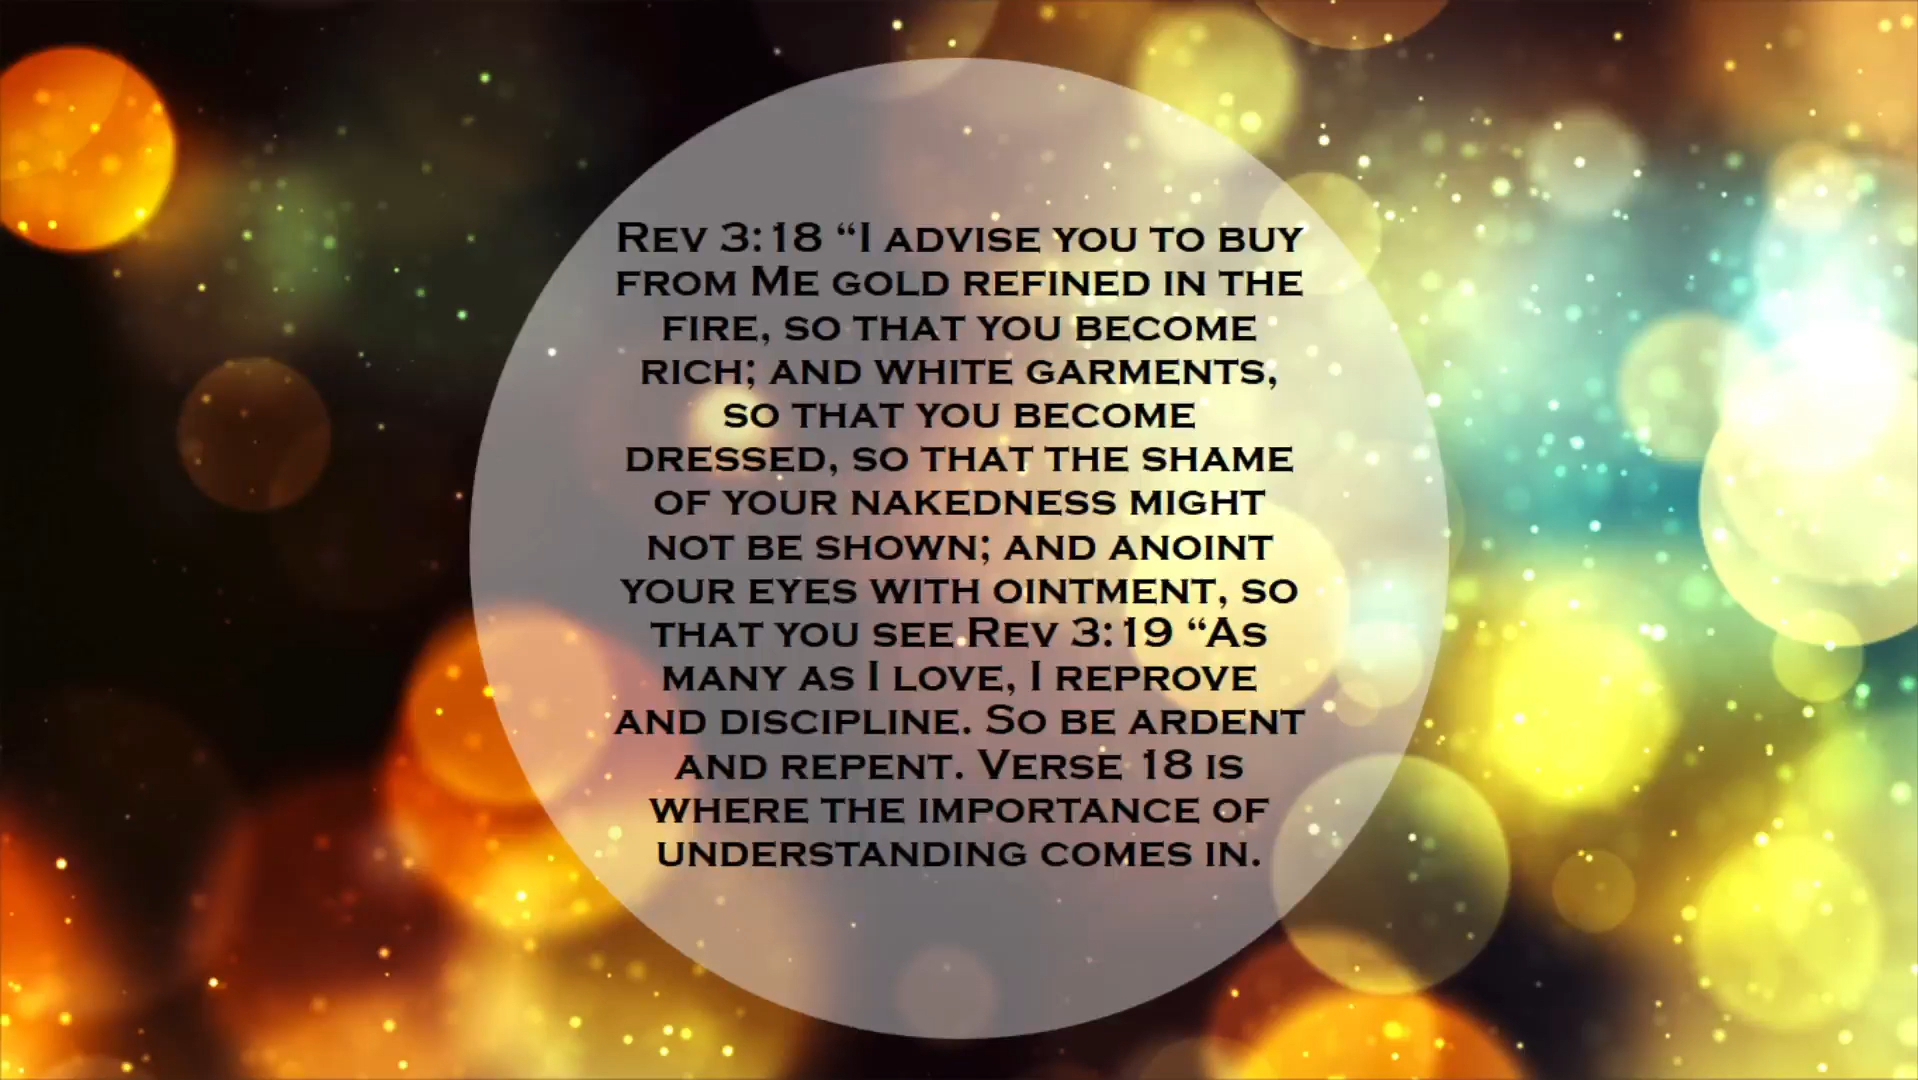 Rev 3:18 “I advise you to buy
from Me gold refined in the
fire, so that you become
rich; and white garments,
so that you become
dressed, so that the shame
of your nakedness might
not be shown; and anoint
your eyes with ointment, so
that you see Rev 3:19 “As
many as I love, I reprove
and discipline. So be ardent
and repent. Verse 18 is
where the importance of
understanding comes in.